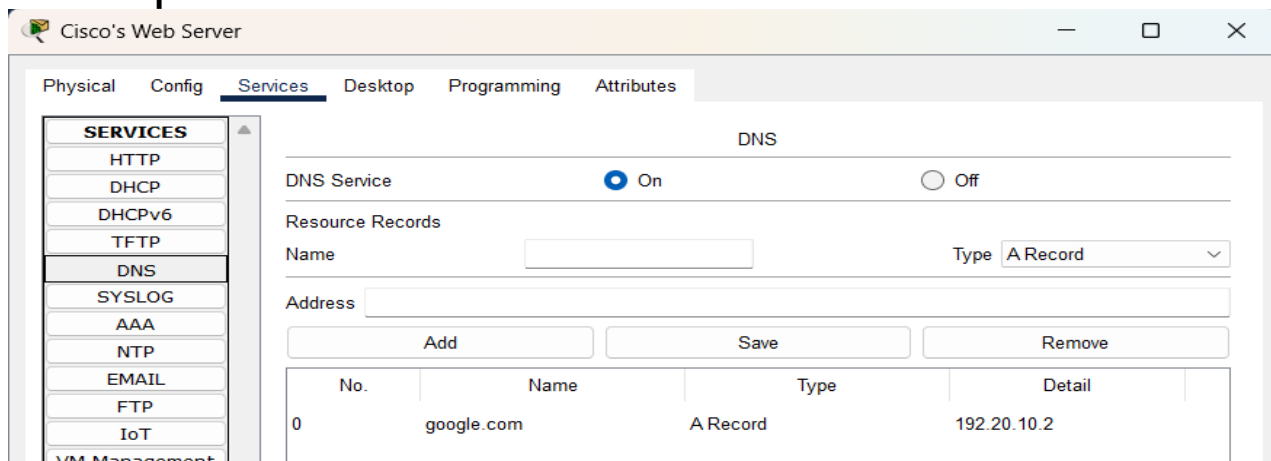 Cisco's Web Server
Physical Config Services Desktop Programming Attributes
SERVICES
HTTP
DHCP
DHCPv6
TFTP
DNS
SYSLOG
AAA
NTP
EMAIL
FTP
IoT
VM Management
DNS
DNS Service On Off
Resource Records
Name Type A Record
Address
Add Save Remove
No. Name Type Detail
0 google.com A Record 192.20.10.2